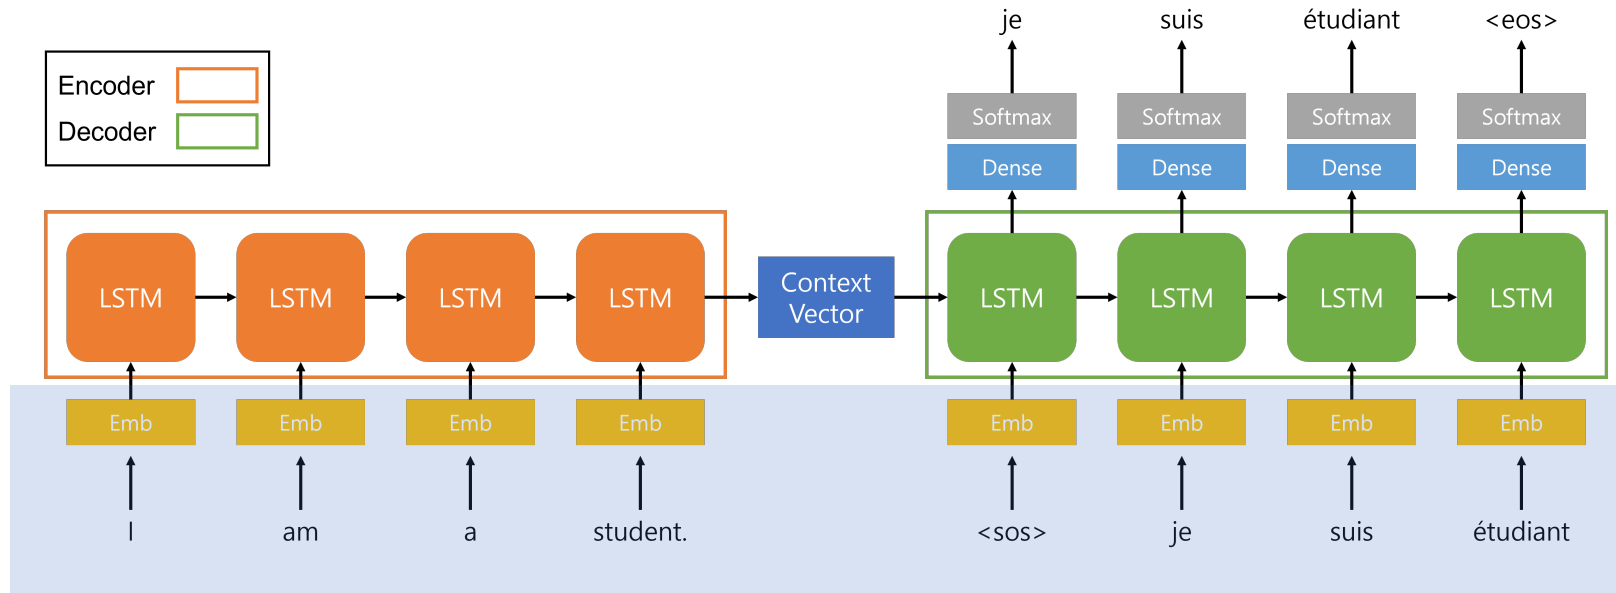 je suis étudiant <eos>
Encoder
Decoder
Softmax Softmax Softmax Softmax
Dense Dense Dense Dense
LSTM LSTM LSTM LSTM
Context
Vector
LSTM LSTM LSTM LSTM
Emb Emb Emb Emb Emb Emb Emb Emb
I am a student. <sos> je suis étudiant